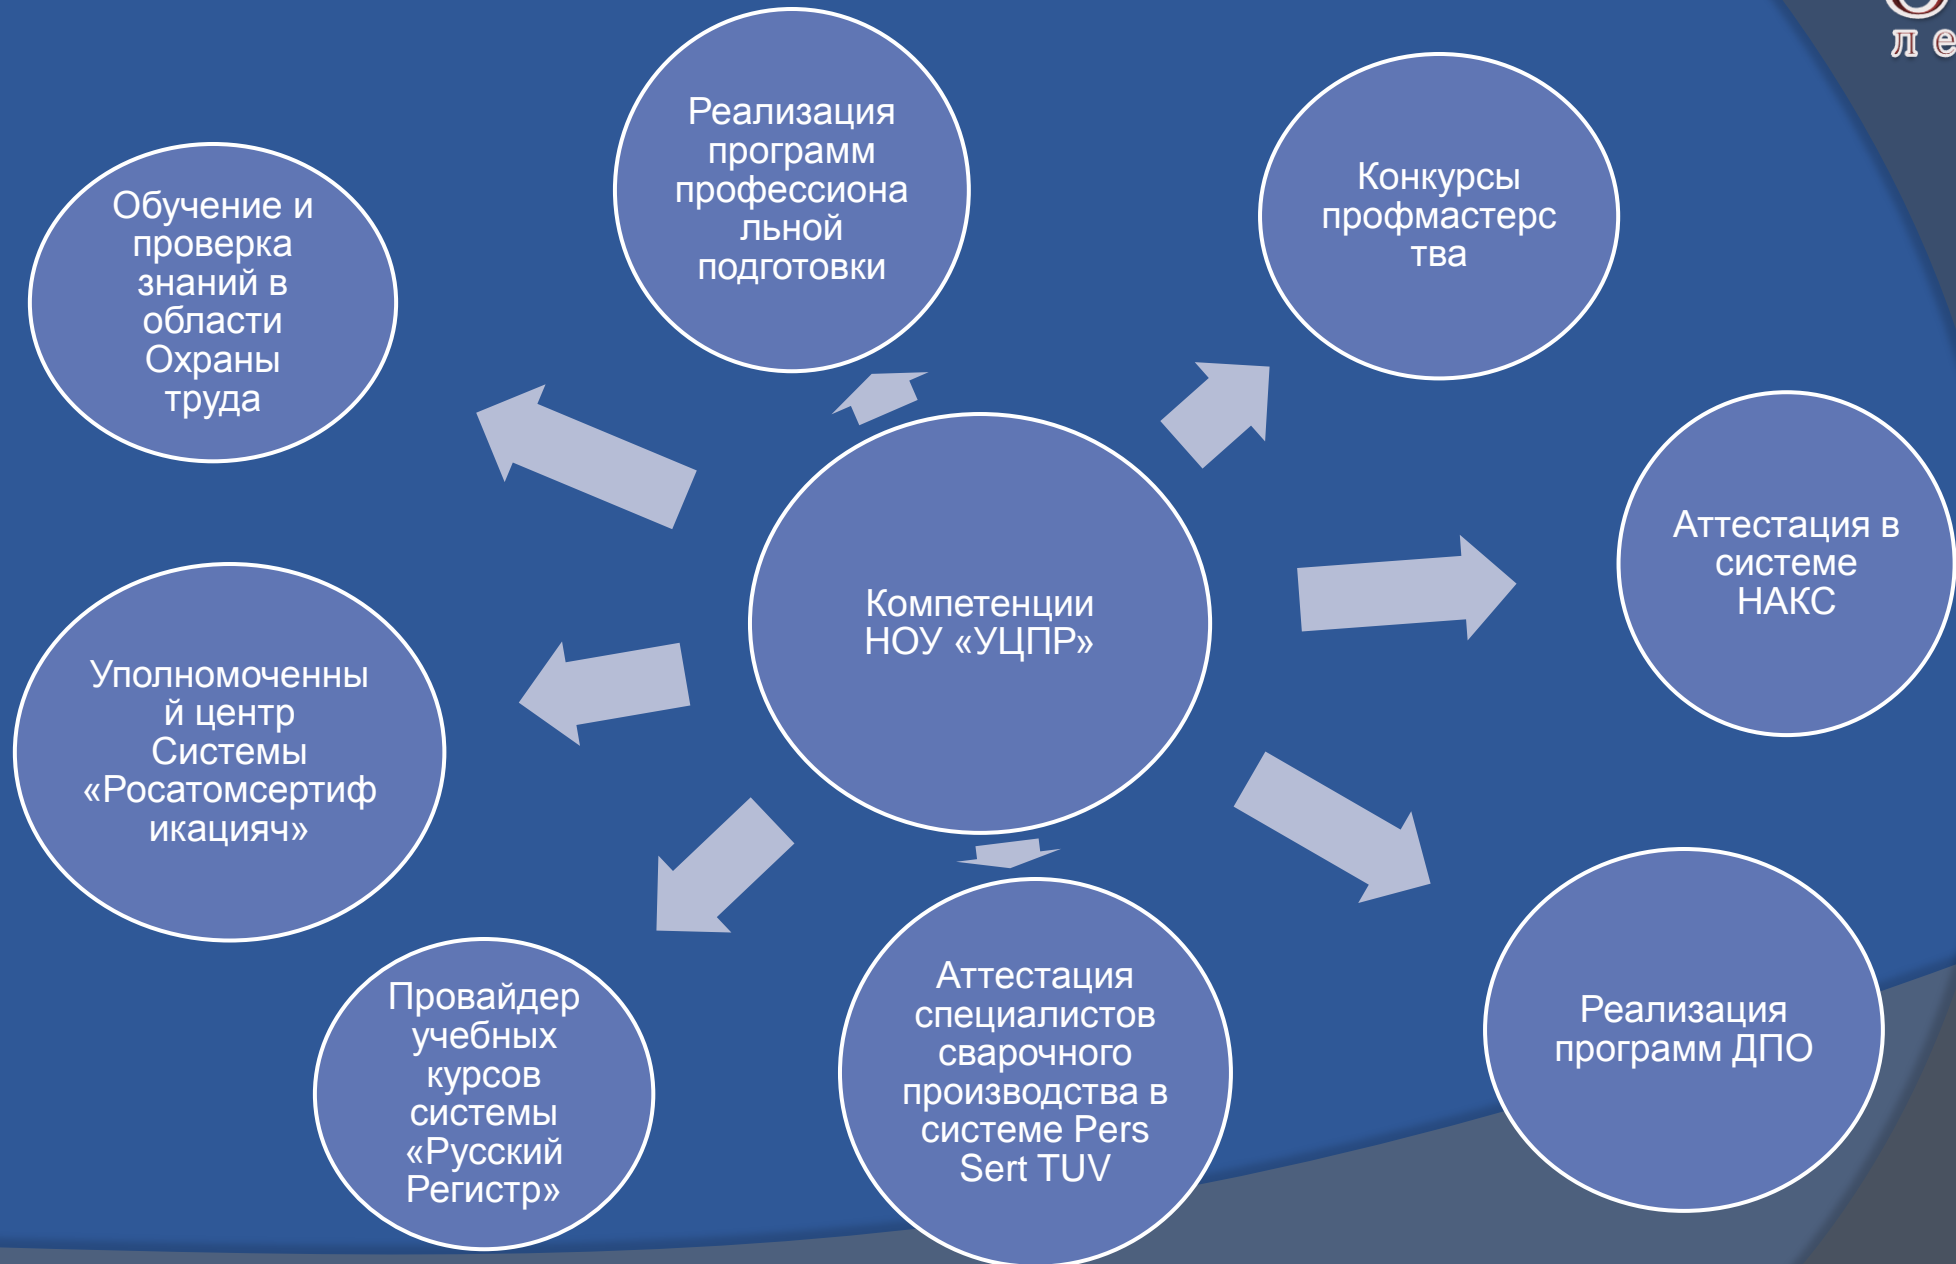 Реализация
программ
профессиона
льной
подготовки
Конкурсы
профмастерс
тва
Обучение и
проверка
знаний в
области
Охраны
труда
Аттестация в
системе
НАКС
Компетенции
НОУ «УЦПР»
Уполномоченны
й центр
Системы
«Росатомсертиф
икацияч»
Реализация
программ ДПО
Аттестация
специалистов
сварочного
производства в
системе Pers
Sert TUV
Провайдер
учебных
курсов
системы
«Русский
Регистр»